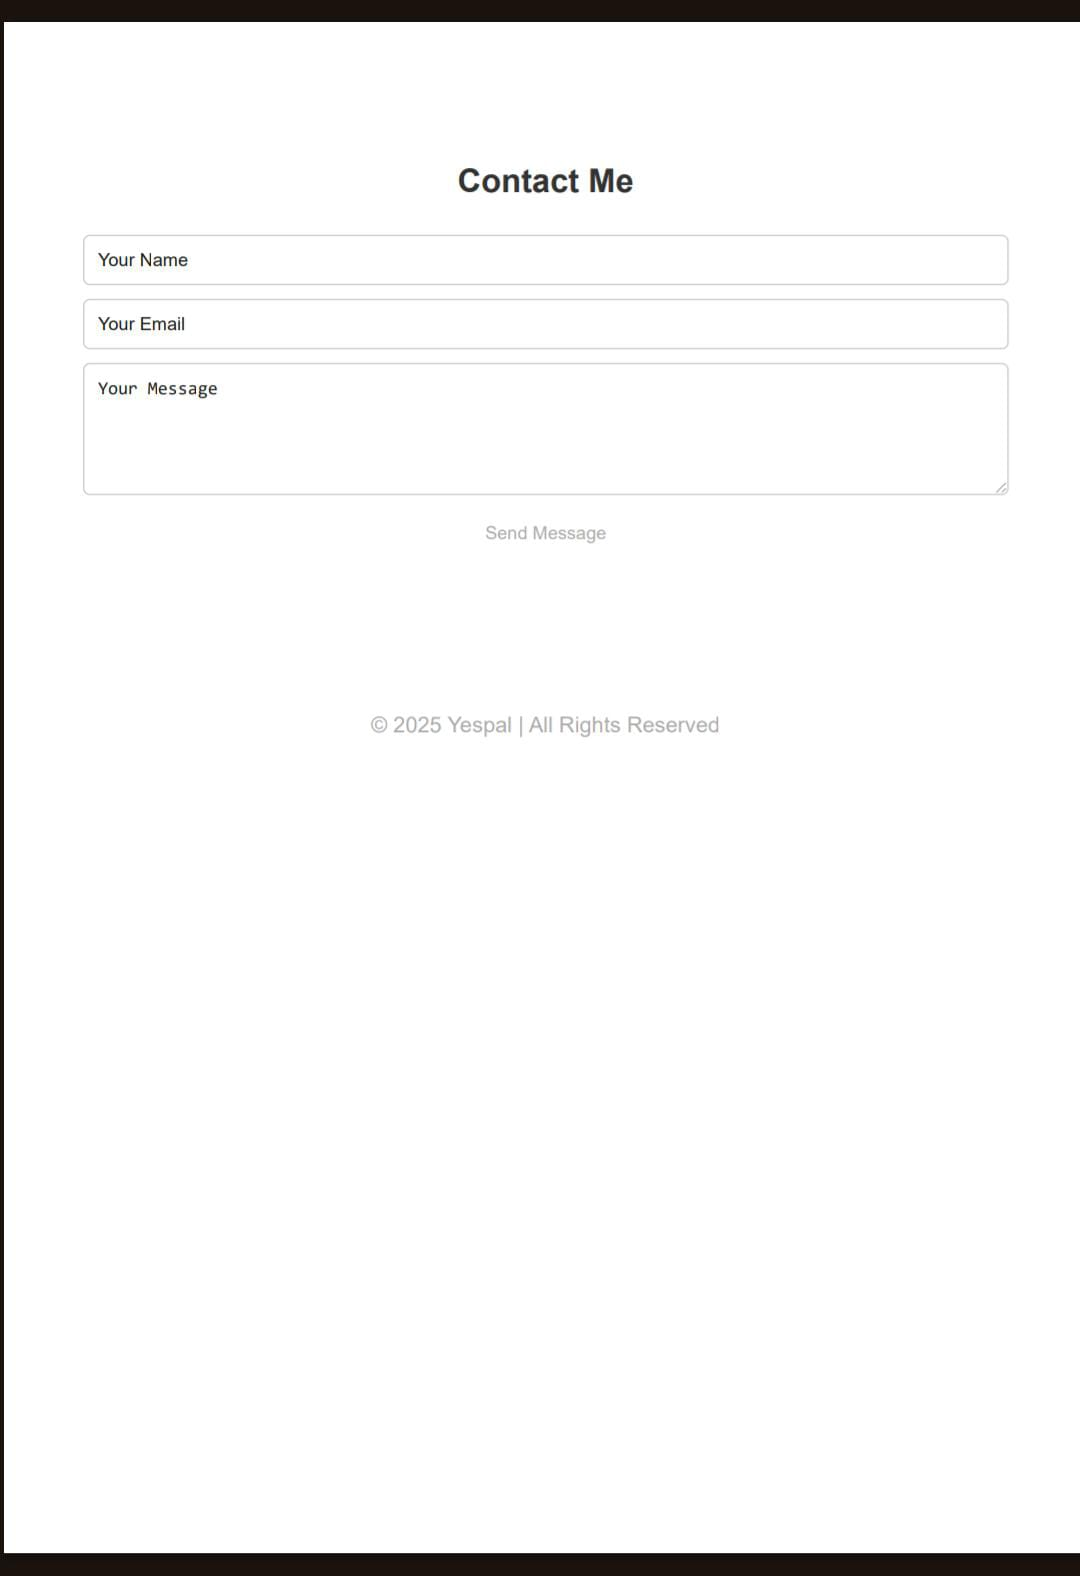 Contact Me
Your Name
Your Email
Your Message
Send Message
© 2025 Yespal | All Rights Reserved